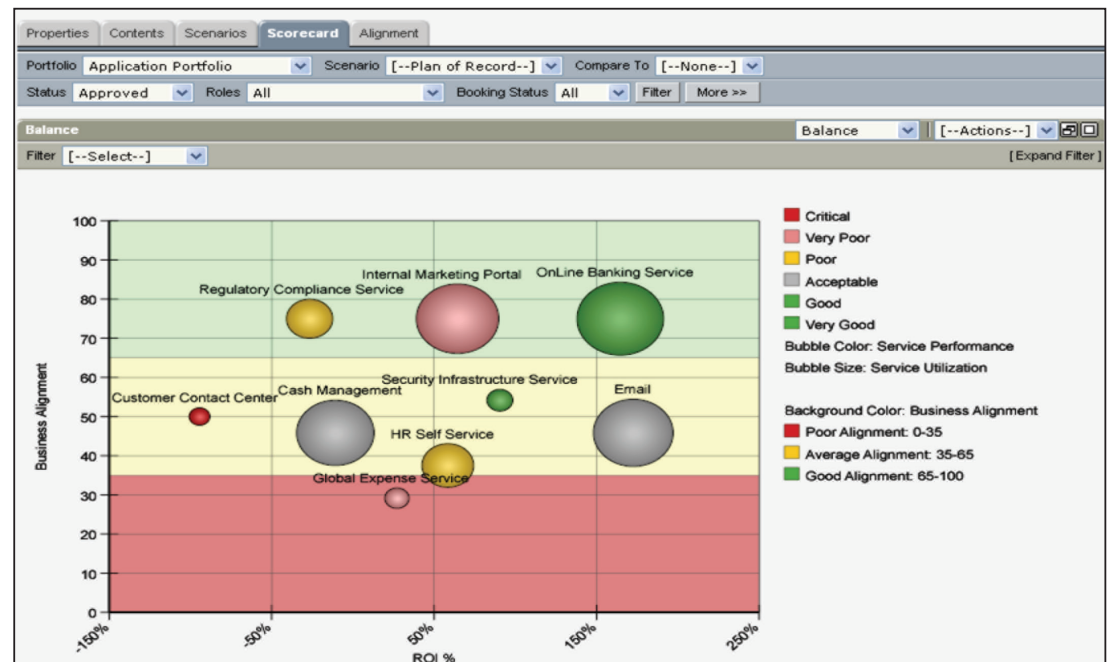 Properties Contents Scenarios Scorecard Alignment
Portfolio Application Portfolio Scenario [--Plan of Record--] Compare To [--None--]
Status Approved Roles All Booking Status All Filter More >>
Balance Balance [--Actions--]
Filter [--Select--] [Expand Filter]
Business Alignment
100
90
80
70
60
50
40
30
20
10
0
Internal Marketing Portal OnLine Banking Service
Regulatory Compliance Service
Security Infrastructure Service
Customer Contact Center Cash Management Email
HR Self Service
Global Expense Service
-150% -50% 50% 150% 250%
ROI %
Critical
Very Poor
Poor
Acceptable
Good
Very Good
Bubble Color: Service Performance
Bubble Size: Service Utilization
Background Color: Business Alignment
Poor Alignment: 0-35
Average Alignment: 35-65
Good Alignment: 65-100